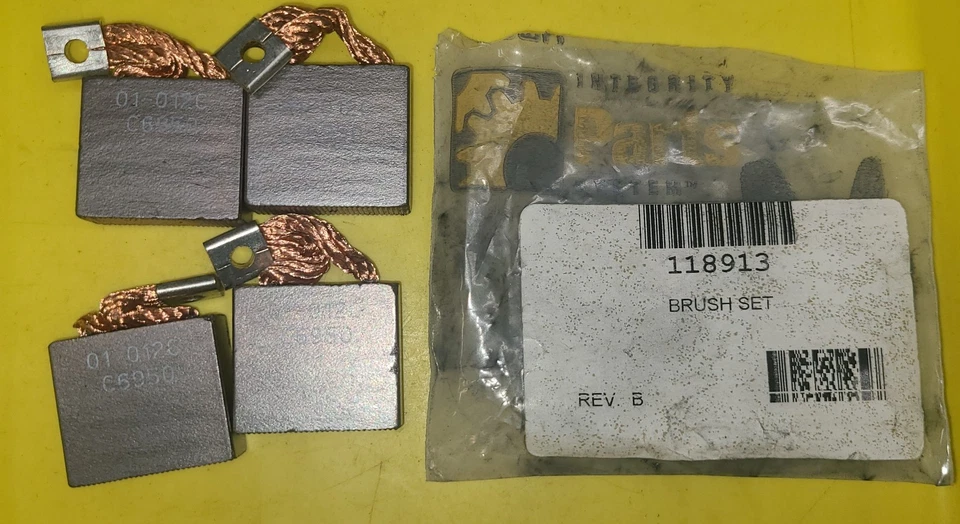 01 012C
C6950
01 012C
C6950
INTEGRITY
Parts
118913
BRUSH SET
REV. B